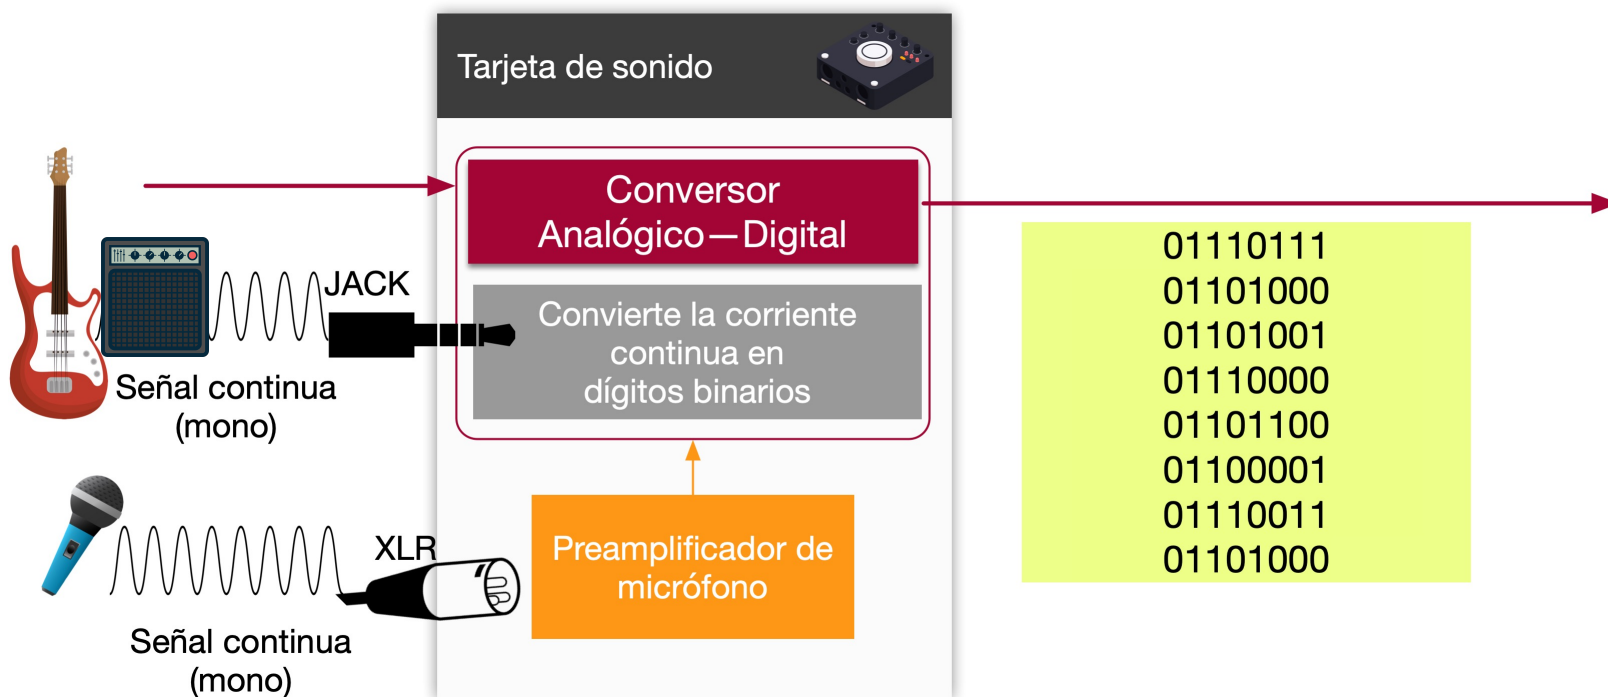 Tarjeta de sonido
Conversor
Analógico—Digital
JACK
Convierte la corriente
continua en
dígitos binarios
Señal continua
(mono)
XLR
Preamplificador de
micrófono
Señal continua
(mono)
01110111
01101000
01101001
01110000
01101100
01100001
01110011
01101000